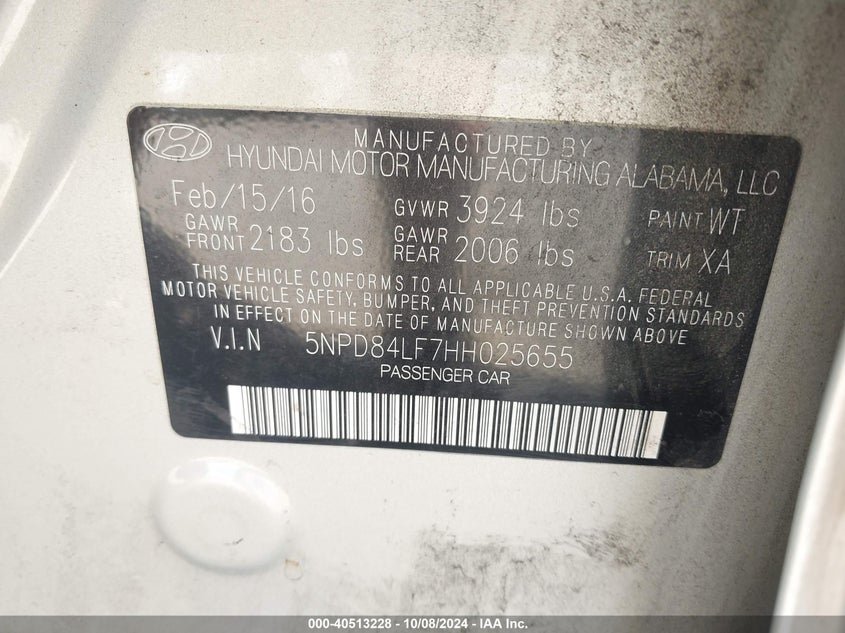 MANUFACTURED BY
HYUNDAI MOTOR MANUFACTURING ALABAMA, LLC
Feb/15/16 GVWR 3924 lbs PAINT WT
GAWR FRONT 2183 lbs GAWR REAR 2006 lbs TRIM XA
THIS VEHICLE CONFORMS TO ALL APPLICABLE U.S.A. FEDERAL
MOTOR VEHICLE SAFETY, BUMPER, AND THEFT PREVENTION STANDARDS
IN EFFECT ON THE DATE OF MANUFACTURE SHOWN ABOVE
V.I.N 5NPD84LF7HH025655
PASSENGER CAR
000-40513228 - 10/08/2024 - IAA Inc.